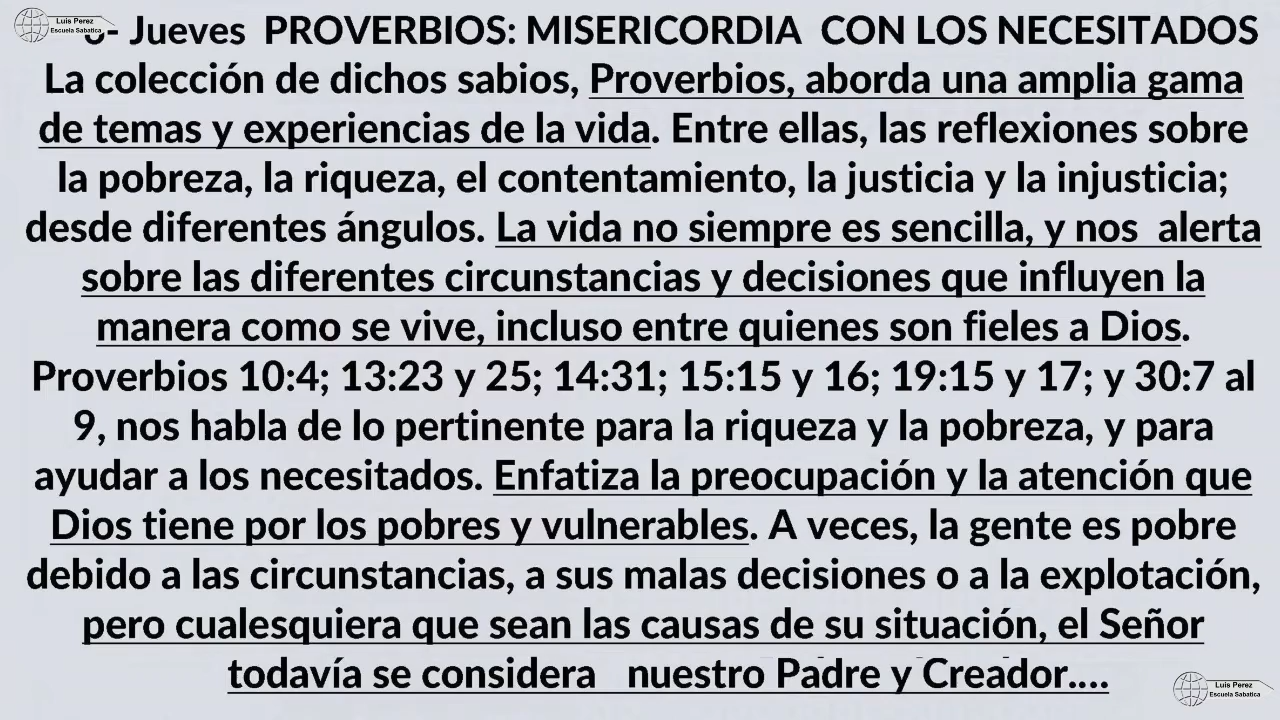 Luis Perez
Escuela Sabatica
6- Jueves PROVERBIOS: MISERICORDIA CON LOS NECESITADOS
La colección de dichos sabios, Proverbios, aborda una amplia gama
de temas y experiencias de la vida. Entre ellas, las reflexiones sobre
la pobreza, la riqueza, el contentamiento, la justicia y la injusticia;
desde diferentes ángulos. La vida no siempre es sencilla, y nos alerta
sobre las diferentes circunstancias y decisiones que influyen la
manera como se vive, incluso entre quienes son fieles a Dios.
Proverbios 10:4; 13:23 y 25; 14:31; 15:15 y 16; 19:15 y 17; y 30:7 al
9, nos habla de lo pertinente para la riqueza y la pobreza, y para
ayudar a los necesitados. Enfatiza la preocupación y la atención que
Dios tiene por los pobres y vulnerables. A veces, la gente es pobre
debido a las circunstancias, a sus malas decisiones o a la explotación,
pero cualesquiera que sean las causas de su situación, el Señor
todavía se considera nuestro Padre y Creador....
Luis Perez
Escuela Sabatica